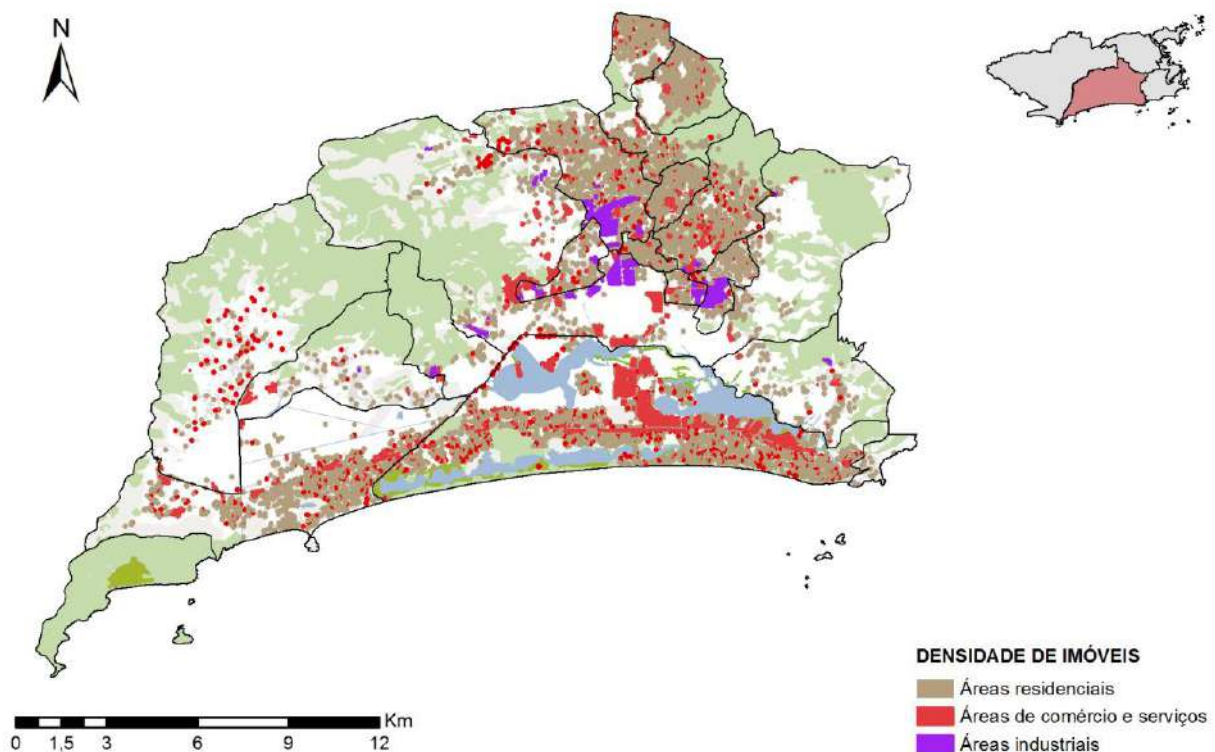 N
DENSIDADE DE IMÓVEIS
Áreas residenciais
Áreas de comércio e serviços
Áreas industriais
Km
0 1,5 3 6 9 12